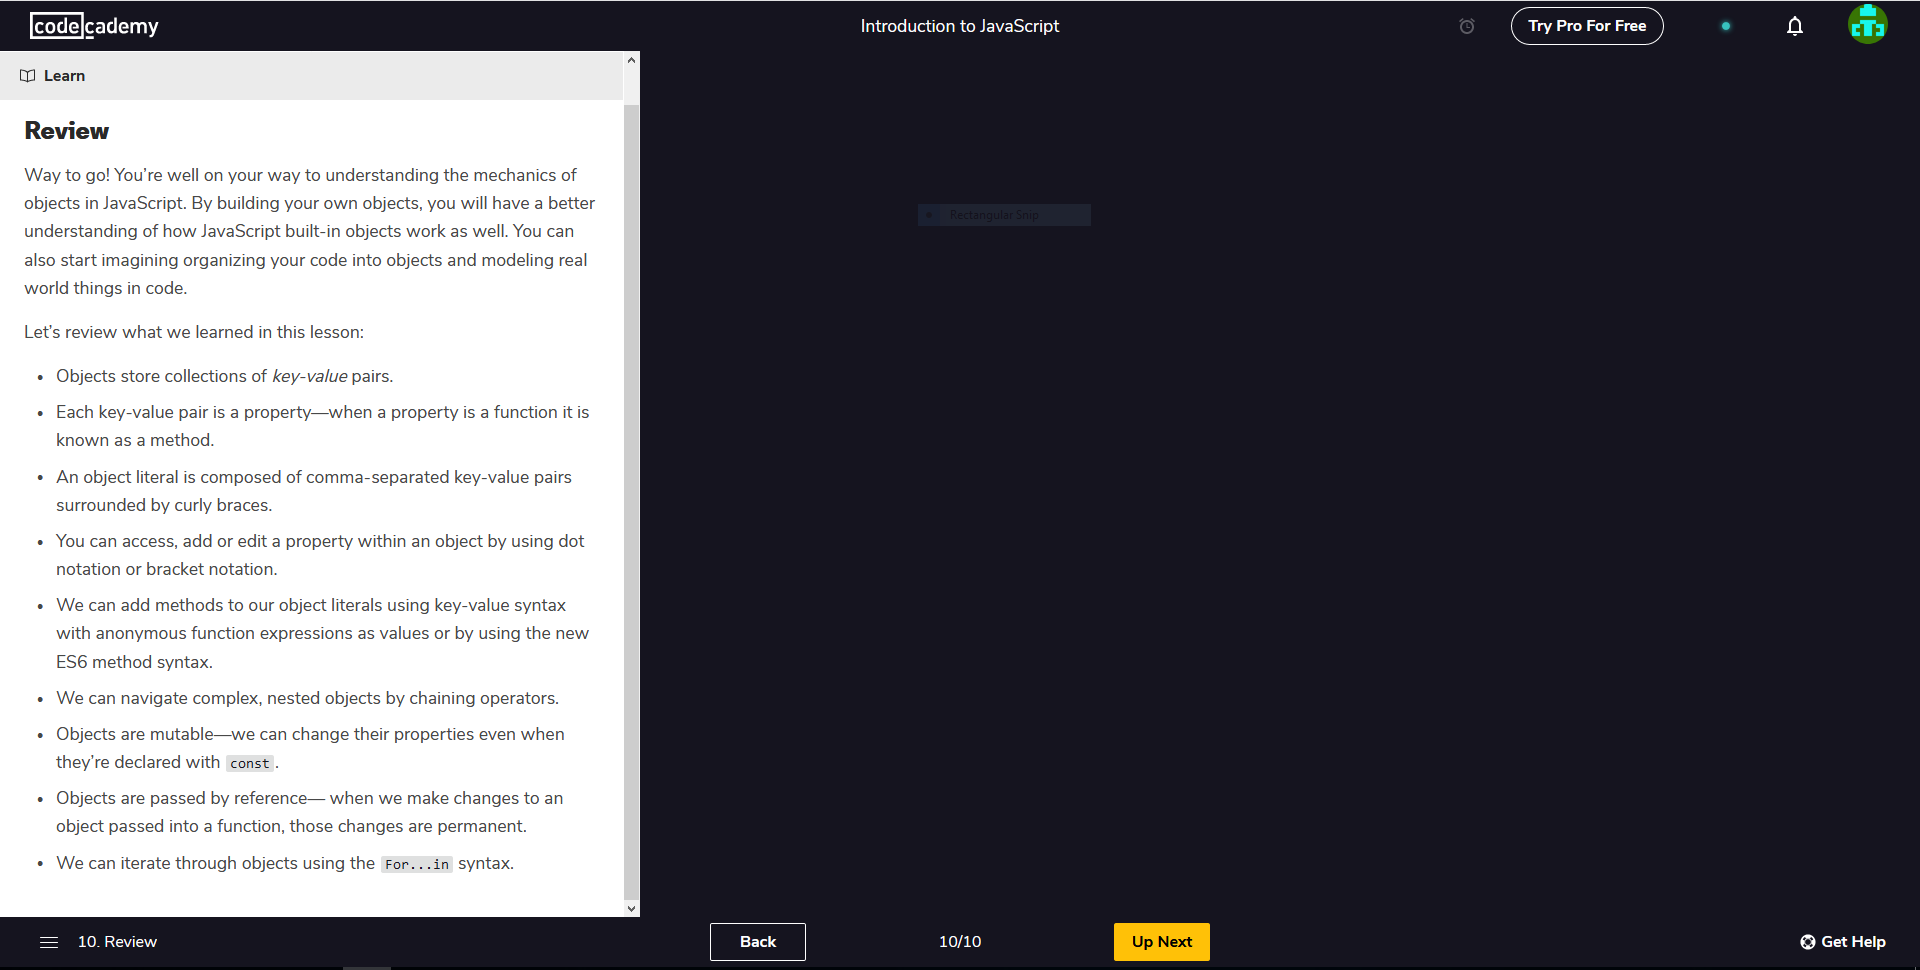 codecademy
Introduction to JavaScript
Try Pro For Free
Learn
Review
Way to go! You’re well on your way to understanding the mechanics of
objects in JavaScript. By building your own objects, you will have a better
understanding of how JavaScript built-in objects work as well. You can
also start imagining organizing your code into objects and modeling real
world things in code.
Let’s review what we learned in this lesson:
• Objects store collections of key-value pairs.
• Each key-value pair is a property—when a property is a function it is
known as a method.
• An object literal is composed of comma-separated key-value pairs
surrounded by curly braces.
• You can access, add or edit a property within an object by using dot
notation or bracket notation.
• We can add methods to our object literals using key-value syntax
with anonymous function expressions as values or by using the new
ES6 method syntax.
• We can navigate complex, nested objects by chaining operators.
• Objects are mutable—we can change their properties even when
they’re declared with const.
• Objects are passed by reference— when we make changes to an
object passed into a function, those changes are permanent.
• We can iterate through objects using the For...in syntax.
Rectangular Snip
10. Review
Back
10/10
Up Next
Get Help